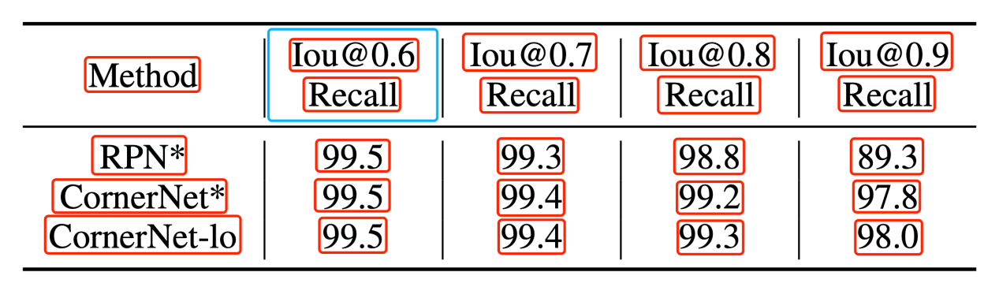 Method Iou@0.6 Iou@0.7 Iou@0.8 Iou@0.9
Recall Recall Recall Recall
RPN* 99.5 99.3 98.8 89.3
CornerNet* 99.5 99.4 99.2 97.8
CornerNet-lo 99.5 99.4 99.3 98.0